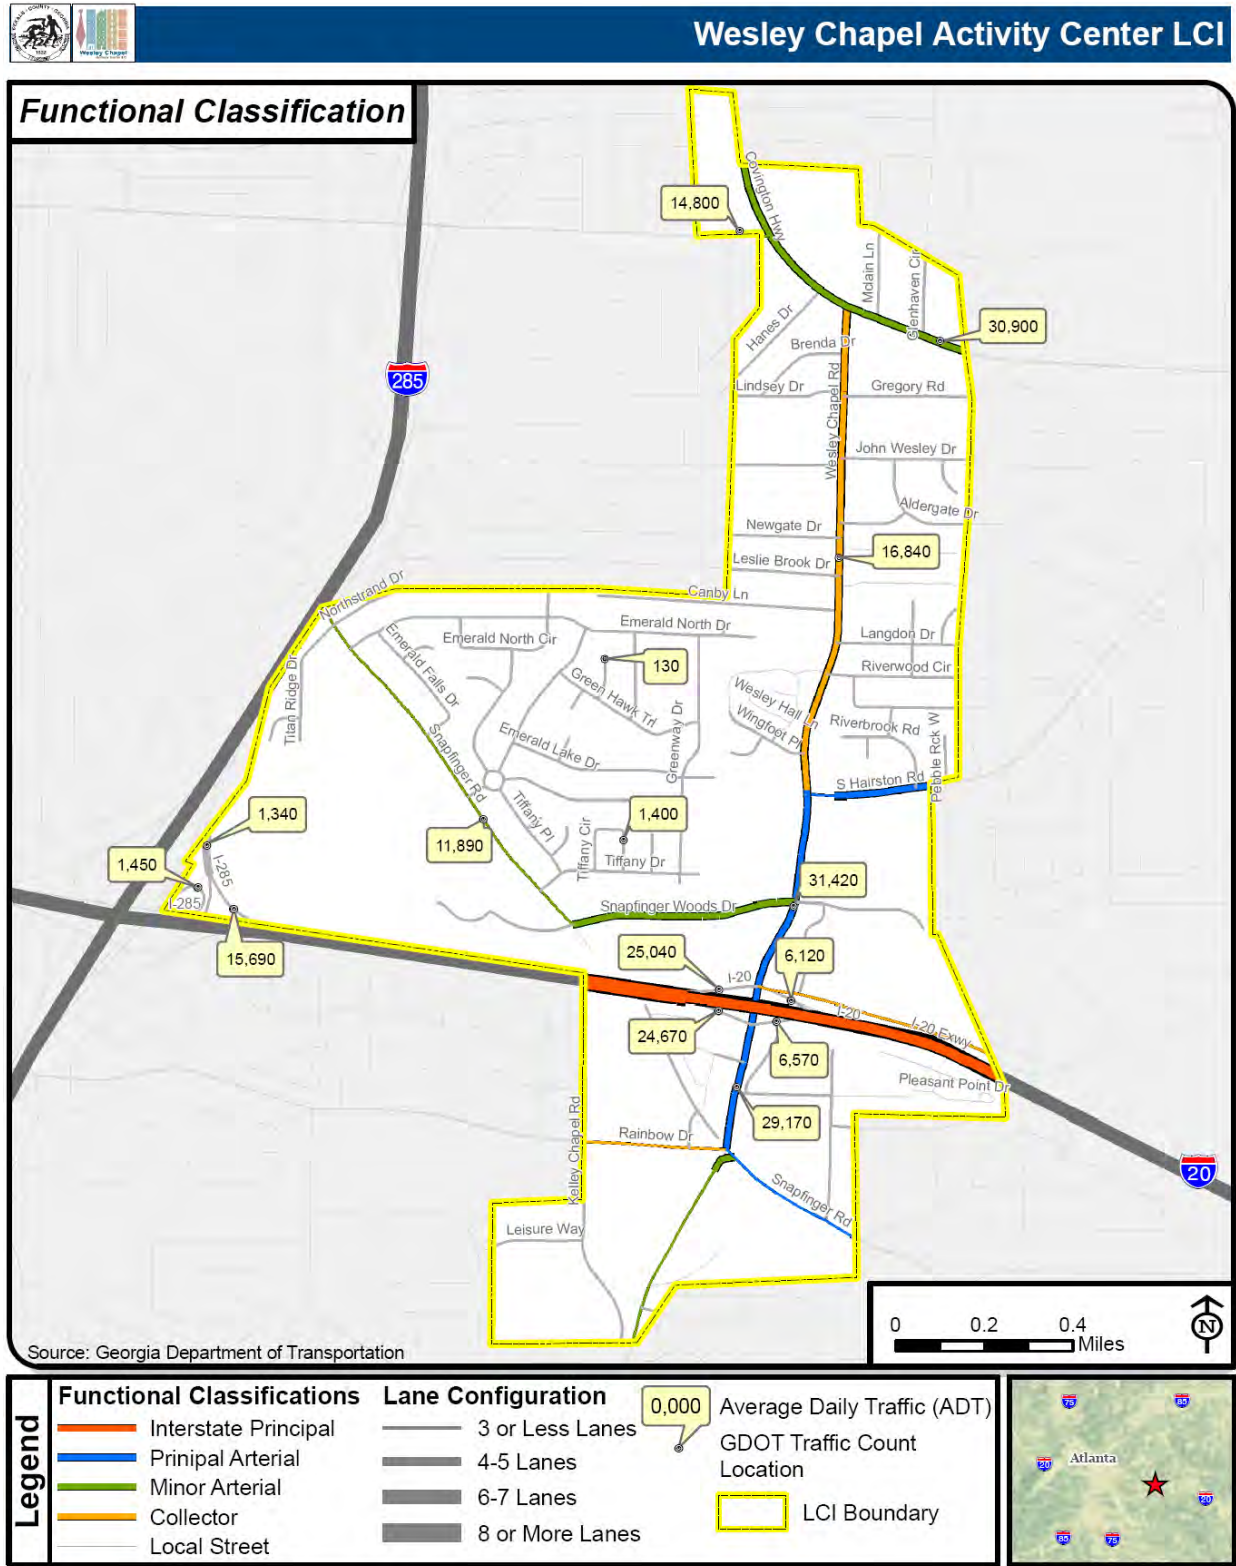 Wesley Chapel Activity Center LCI
Wesley Chapel
Functional Classification
Covington Hwy
14,800
Mclain Ln
Glenhaven Cir
30,900
Hanes Dr
Brenda Dr
285
Lindsey Dr
Wesley Chapel Rd
Gregory Rd
John Wesley Dr
Aldergate Dr
Newgate Dr
16,840
Leslie Brook Dr
Northstrand Dr
Canby Ln
Emerald North Cir
Emerald North Dr
Langdon Dr
Emerald Falls Dr
130
Riverwood Cir
Titan Ridge Dr
Green Hawk Trl
Wesley Hall Ln
Wingfoot Pl
Riverbrook Rd
Snapfinger Rd
Emerald Lake Dr
Greenway Dr
Pebble Rck W
S Hairston Rd
1,340
Tiffany Pl
1,400
11,890
Tiffany Cir
Tiffany Dr
1,450
I-285
31,420
I-285
Snapfinger Woods Dr
15,690
25,040
6,120
I-20
I-20
I-20 Exwy
24,670
6,570
Pleasant Point Dr
Kelley Chapel Rd
29,170
Rainbow Dr
20
Snapfinger Rd
Leisure Way
0 0.2 0.4
Miles
N
Source: Georgia Department of Transportation
Legend
Functional Classifications
Interstate Principal
Prinipal Arterial
Minor Arterial
Collector
Local Street
Lane Configuration
3 or Less Lanes
4-5 Lanes
6-7 Lanes
8 or More Lanes
0,000
Average Daily Traffic (ADT)
GDOT Traffic Count
Location
LCI Boundary
75
85
20
Atlanta
20
85
75